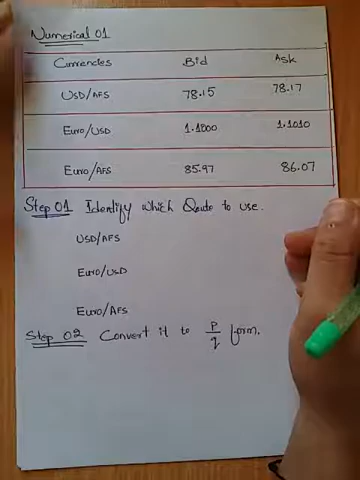 Numerical 01
Currencies Bid Ask
USD/AFS 78.15 78.17
Euro/USD 1.1000 1.1010
Euro/AFS 85.97 86.07
Step 01 Identify which Qoute to use.
USD/AFS
Euro/USD
Euro/AFS
Step 02 Convert it to P/q form.